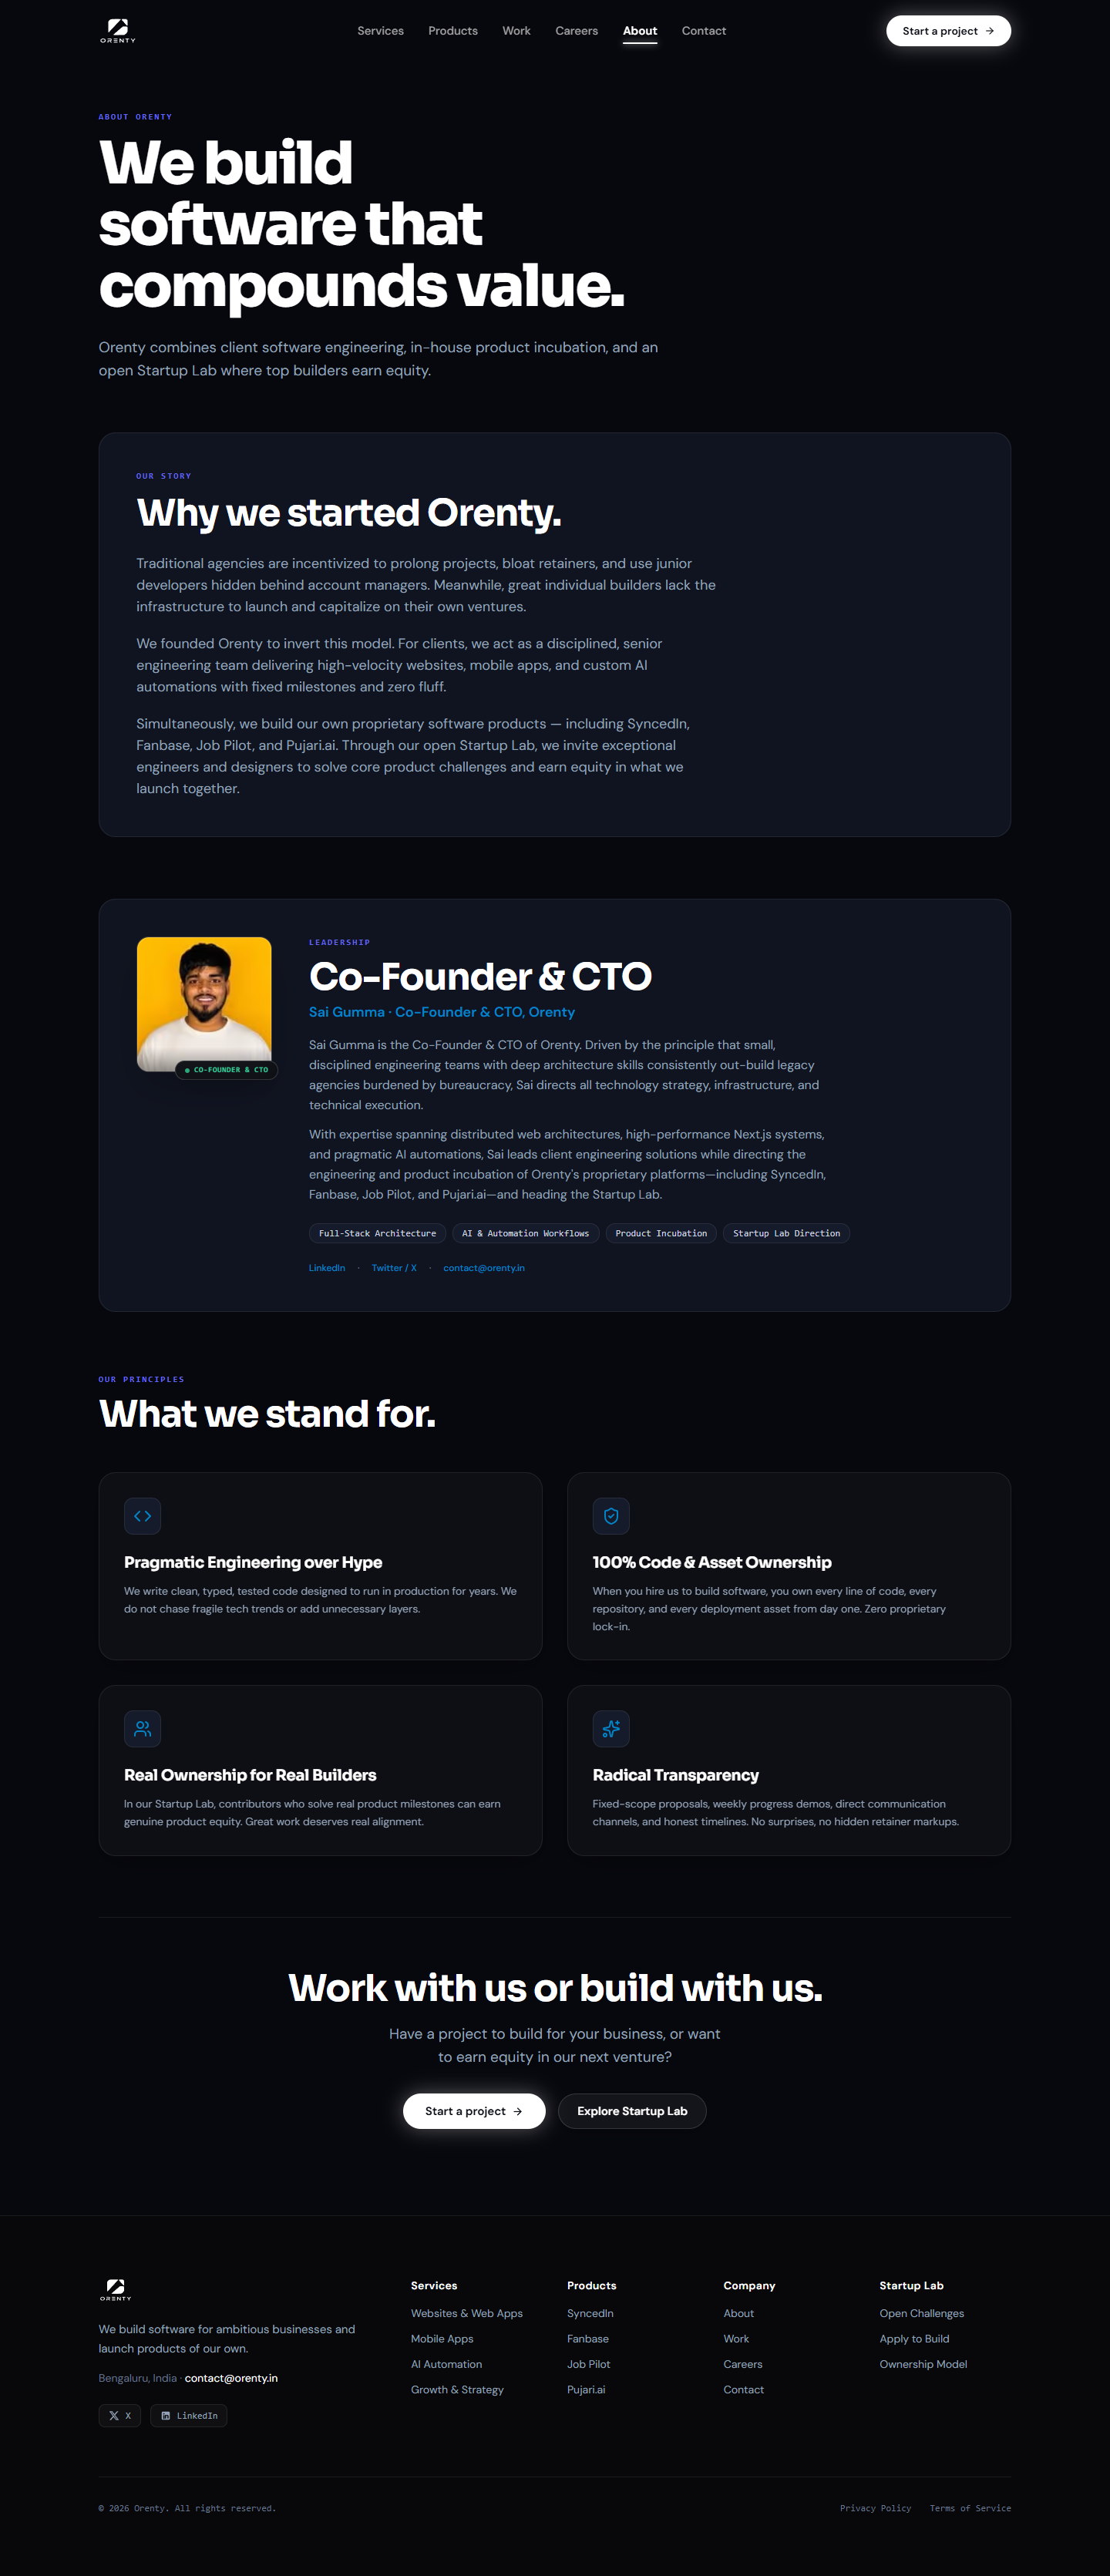 ORENTY
Services
Products
Work
Careers
About
Contact
Start a project →
ABOUT ORENTY
We build
software that
compounds value.
Orenty combines client software engineering, in-house product incubation, and an
open Startup Lab where top builders earn equity.
OUR STORY
Why we started Orenty.
Traditional agencies are incentivized to prolong projects, bloat retainers, and use junior
developers hidden behind account managers. Meanwhile, great individual builders lack the
infrastructure to launch and capitalize on their own ventures.
We founded Orenty to invert this model. For clients, we act as a disciplined, senior
engineering team delivering high-velocity websites, mobile apps, and custom AI
automations with fixed milestones and zero fluff.
Simultaneously, we build our own proprietary software products — including SyncedIn,
Fanbase, Job Pilot, and Pujari.ai. Through our open Startup Lab, we invite exceptional
engineers and designers to solve core product challenges and earn equity in what we
launch together.
CO-FOUNDER & CTO
LEADERSHIP
Co-Founder & CTO
Sai Gumma · Co-Founder & CTO, Orenty
Sai Gumma is the Co-Founder & CTO of Orenty. Driven by the principle that small,
disciplined engineering teams with deep architecture skills consistently out-build legacy
agencies burdened by bureaucracy, Sai directs all technology strategy, infrastructure, and
technical execution.
With expertise spanning distributed web architectures, high-performance Next.js systems,
and pragmatic AI automations, Sai leads client engineering solutions while directing the
engineering and product incubation of Orenty's proprietary platforms—including SyncedIn,
Fanbase, Job Pilot, and Pujari.ai—and heading the Startup Lab.
Full-Stack Architecture
AI & Automation Workflows
Product Incubation
Startup Lab Direction
LinkedIn · Twitter / X · contact@orenty.in
OUR PRINCIPLES
What we stand for.
Pragmatic Engineering over Hype
We write clean, typed, tested code designed to run in production for years. We
do not chase fragile tech trends or add unnecessary layers.
100% Code & Asset Ownership
When you hire us to build software, you own every line of code, every
repository, and every deployment asset from day one. Zero proprietary
lock-in.
Real Ownership for Real Builders
In our Startup Lab, contributors who solve real product milestones can earn
genuine product equity. Great work deserves real alignment.
Radical Transparency
Fixed-scope proposals, weekly progress demos, direct communication
channels, and honest timelines. No surprises, no hidden retainer markups.
Work with us or build with us.
Have a project to build for your business, or want
to earn equity in our next venture?
Start a project →
Explore Startup Lab
ORENTY
We build software for ambitious businesses and
launch products of our own.
Bengaluru, India · contact@orenty.in
X
LinkedIn
Services
Websites & Web Apps
Mobile Apps
AI Automation
Growth & Strategy
Products
SyncedIn
Fanbase
Job Pilot
Pujari.ai
Company
About
Work
Careers
Contact
Startup Lab
Open Challenges
Apply to Build
Ownership Model
© 2026 Orenty. All rights reserved.
Privacy Policy
Terms of Service